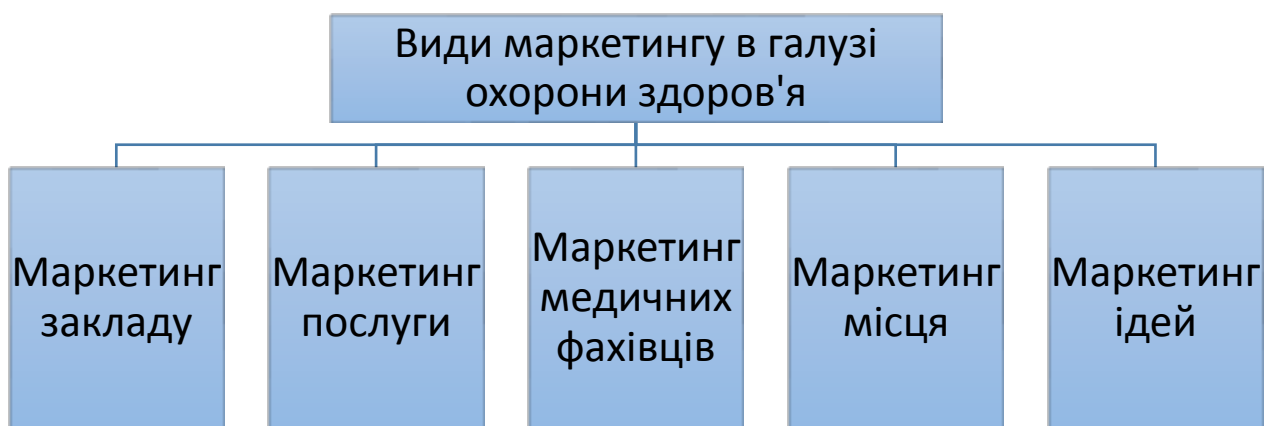 Види маркетингу в галузі
охорони здоров'я
Маркетинг
закладу
Маркетинг
послуги
Маркетинг
медичних
фахівців
Маркетинг
місця
Маркетинг
ідей